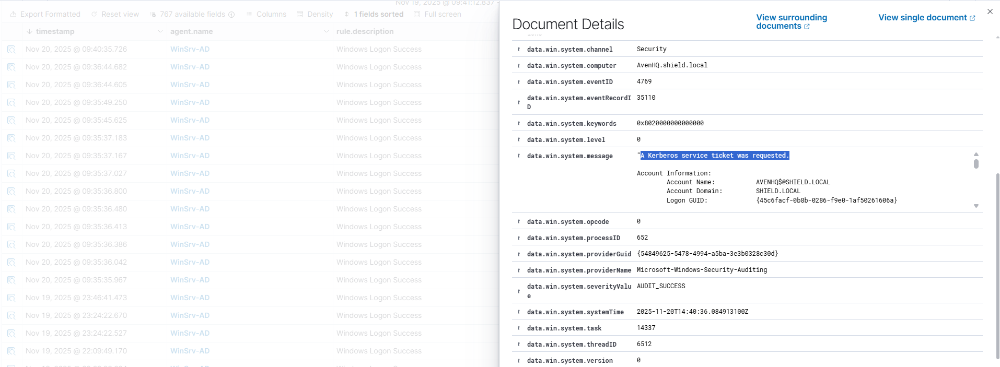 Nov 19, 2025 @ 09:41:12.837 -
Export Formatted Reset view 767 available fields Columns Density 1 fields sorted Full screen
timestamp agent.name rule.description
Nov 20, 2025 @ 09:40:35.726 WinSrv-AD Windows Logon Success
Nov 20, 2025 @ 09:36:44.682 WinSrv-AD Windows Logon Success
Nov 20, 2025 @ 09:36:44.605 WinSrv-AD Windows Logon Success
Nov 20, 2025 @ 09:35:49.250 WinSrv-AD Windows Logon Success
Nov 20, 2025 @ 09:35:45.625 WinSrv-AD Windows Logon Success
Nov 20, 2025 @ 09:35:37.183 WinSrv-AD Windows Logon Success
Nov 20, 2025 @ 09:35:37.167 WinSrv-AD Windows Logon Success
Nov 20, 2025 @ 09:35:37.027 WinSrv-AD Windows Logon Success
Nov 20, 2025 @ 09:35:36.800 WinSrv-AD Windows Logon Success
Nov 20, 2025 @ 09:35:36.480 WinSrv-AD Windows Logon Success
Nov 20, 2025 @ 09:35:36.413 WinSrv-AD Windows Logon Success
Nov 20, 2025 @ 09:35:36.386 WinSrv-AD Windows Logon Success
Nov 20, 2025 @ 09:35:36.042 WinSrv-AD Windows Logon Success
Nov 20, 2025 @ 09:35:35.967 WinSrv-AD Windows Logon Success
Nov 19, 2025 @ 23:46:41.473 WinSrv-AD Windows Logon Success
Nov 19, 2025 @ 23:24:22.670 WinSrv-AD Windows Logon Success
Nov 19, 2025 @ 23:24:22.527 WinSrv-AD Windows Logon Success
Nov 19, 2025 @ 22:09:49.170 WinSrv-AD Windows Logon Success
Document Details
View surrounding
documents
View single document
t data.win.system.channel Security
t data.win.system.computer AvenHQ.shield.local
t data.win.system.eventID 4769
t data.win.system.eventRecordI 35110
D
t data.win.system.keywords 0x8020000000000000
t data.win.system.level 0
t data.win.system.message "A Kerberos service ticket was requested.
Account Information:
Account Name: AVENHQ$@SHIELD.LOCAL
Account Domain: SHIELD.LOCAL
Logon GUID: {45c6facf-0b8b-0286-f9e0-1af50261606a}
t data.win.system.opcode 0
t data.win.system.processID 652
t data.win.system.providerGuid {54849625-5478-4994-a5ba-3e3b0328c30d}
t data.win.system.providerName Microsoft-Windows-Security-Auditing
t data.win.system.severityValu AUDIT_SUCCESS
e
t data.win.system.systemTime 2025-11-20T14:40:36.084913100Z
t data.win.system.task 14337
t data.win.system.threadID 6512
t data.win.system.version 0